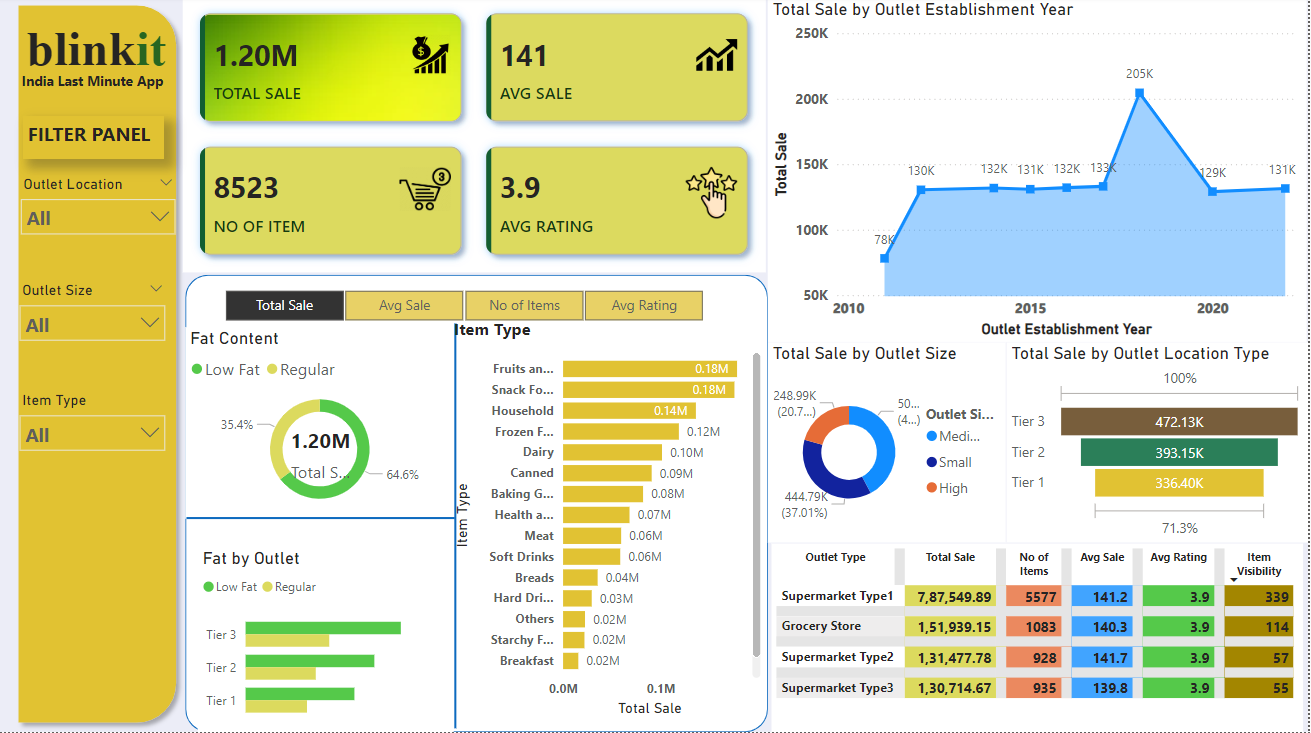 blinkit
India Last Minute App
FILTER PANEL
Outlet Location
All
Outlet Size
All
Item Type
All
1.20M
TOTAL SALE
141
AVG SALE
8523
NO OF ITEM
3
3.9
AVG RATING
Total Sale
Avg Sale
No of Items
Avg Rating
Fat Content
Low Fat
Regular
35.4%
1.20M
Total S...
64.6%
Fat by Outlet
Low Fat
Regular
Tier 3
Tier 2
Tier 1
Item Type
Item Type
Fruits an... 0.18M
Snack Fo... 0.18M
Household 0.14M
Frozen F... 0.12M
Dairy 0.10M
Canned 0.09M
Baking G... 0.08M
Health a... 0.07M
Meat 0.06M
Soft Drinks 0.06M
Breads 0.04M
Hard Dri... 0.03M
Others 0.02M
Starchy F... 0.02M
Breakfast 0.02M
0.0M 0.1M
Total Sale
Total Sale by Outlet Establishment Year
Total Sale
250K
200K
150K
100K
50K
78K
130K
132K
131K
132K
133K
205K
129K
131K
2010 2015 2020
Outlet Establishment Year
Total Sale by Outlet Size
248.99K
(20.7...)
50...
(4...)
444.79K
(37.01%)
Outlet Si...
Medi...
Small
High
Total Sale by Outlet Location Type
100%
Tier 3 472.13K
Tier 2 393.15K
Tier 1 336.40K
71.3%
Outlet Type Total Sale No of Items Avg Sale Avg Rating Item Visibility
Supermarket Type1 7,87,549.89 5577 141.2 3.9 339
Grocery Store 1,51,939.15 1083 140.3 3.9 114
Supermarket Type2 1,31,477.78 928 141.7 3.9 57
Supermarket Type3 1,30,714.67 935 139.8 3.9 55